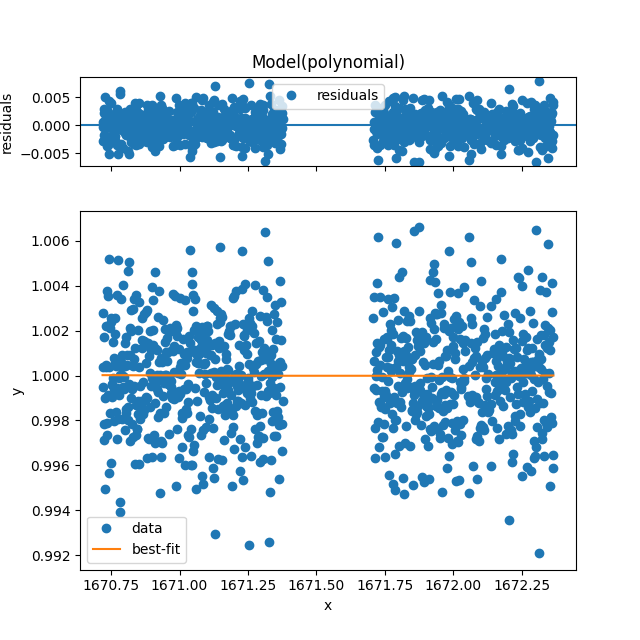 Model(polynomial)
residuals
0.005
0.000
−0.005
residuals
1.006
1.004
1.002
1.000
0.998
0.996
0.994
0.992
y
data
best-fit
1670.75 1671.00 1671.25 1671.50 1671.75 1672.00 1672.25
x